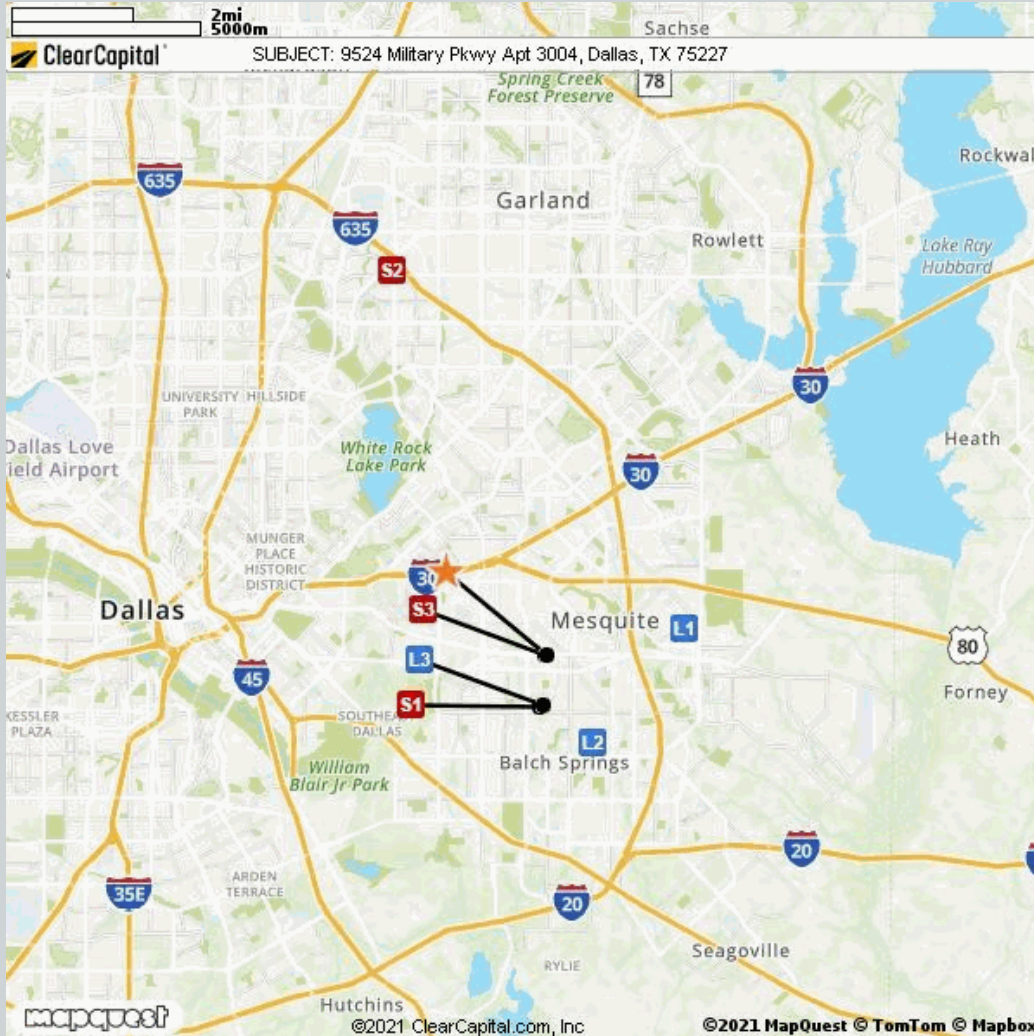 2mi
5000m
Sachse
ClearCapital
SUBJECT: 9524 Military Pkwy Apt 3004, Dallas, TX 75227
Spring Creek
Forest Preserve
78
Rockwal
635
Garland
635
Rowlett
Lake Ray
Hubbard
S2
30
UNIVERSITY
PARK
HILLSIDE
Dallas Love
ield Airport
White Rock
Lake Park
Heath
30
MUNGER
PLACE
HISTORIC
DISTRICT
30
Dallas
S3
Mesquite
L1
80
L3
45
Forney
KESSLER
PLAZA
S1
SOUTHEA
DALLAS
L2
Balch Springs
William
Blair Jr Park
20
ARDEN
TERRACE
35E
20
Seagoville
RYLIE
Hutchins
mapquest
©2021 ClearCapital.com, Inc
©2021 MapQuest © TomTom © Mapbo